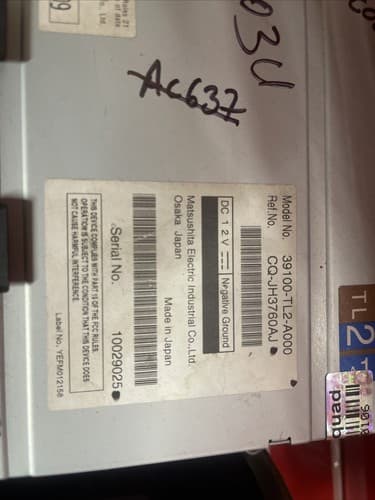 03U
AC637
Model No. 39100-TL2-A000
Ref.No. CQ-JH3760AJ
DC 12V Negative Ground
Matsushita Electric Industrial Co.,Ltd.
Osaka Japan
Made in Japan
Serial No. 10029025
THIS DEVICE COMPLIES WITH PART 15 OF THE FCC RULES.
OPERATION IS SUBJECT TO THE CONDITION THAT THIS DEVICE DOES
NOT CAUSE HARMFUL INTERFERENCE.
Label No. YEFM012158
TL2